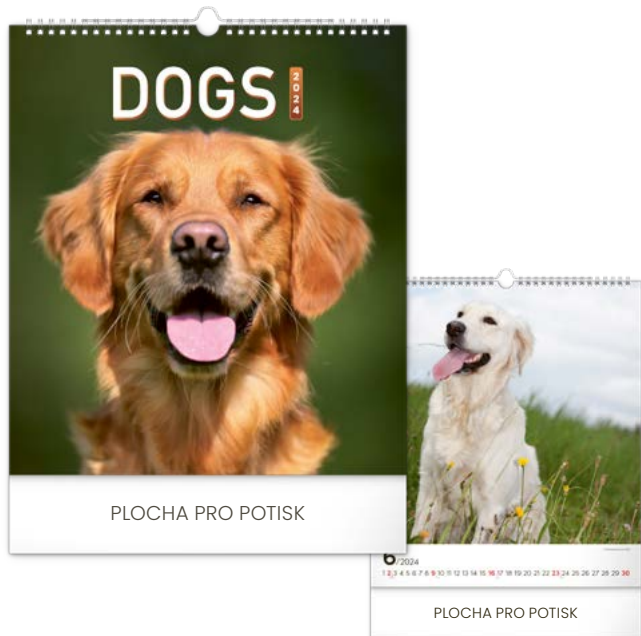 DOGS
2024
PLOCHA PRO POTISK
6/2024
1 2 3 4 5 6 7 8 9 10 11 12 13 14 15 16 17 18 19 20 21 22 23 24 25 26 27 28 29 30
PLOCHA PRO POTISK